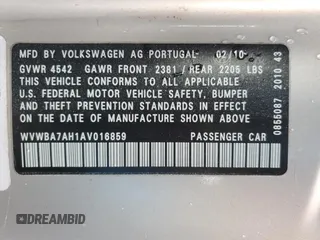 MFD BY VOLKSWAGEN AG PORTUGAL 02/10
GVWR 4542 GAWR FRONT 2381 / REAR 2205 LBS
THIS VEHICLE CONFORMS TO ALL APPLICABLE
U.S. FEDERAL MOTOR VEHICLE SAFETY, BUMPER,
AND THEFT PREVENTION STANDARDS IN EFFECT ON THE
DATE OF MANUFACTURE SHOWN ABOVE
WVWBA7AH1AV016859 PASSENGER CAR
0855087 2010 43
DREAMBID